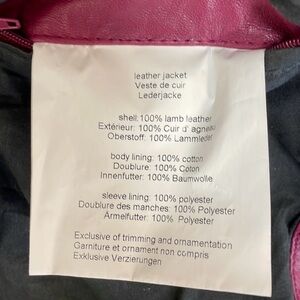 leather jacket
Veste de cuir
Lederjacke
shell: 100% lamb leather
Extérieur: 100% Cuir d' agneau
Oberstoff: 100% Lammleder
body lining: 100% cotton
Doublure: 100% Coton
Innenfutter: 100% Baumwolle
sleeve lining: 100% polyester
Doublure des manches: 100% Polyester
Ärmelfutter: 100% Polyester
Exclusive of trimming and ornamentation
Garniture et ornament non compris
Exklusive Verzierungen